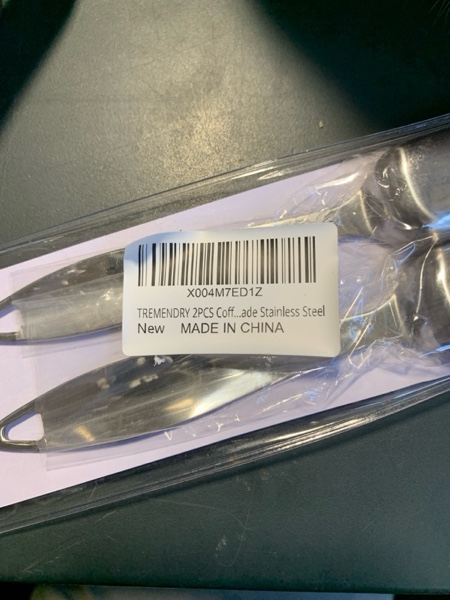 X004M7ED1Z
TREMENDRY 2PCS Coff...ade Stainless Steel
New MADE IN CHINA